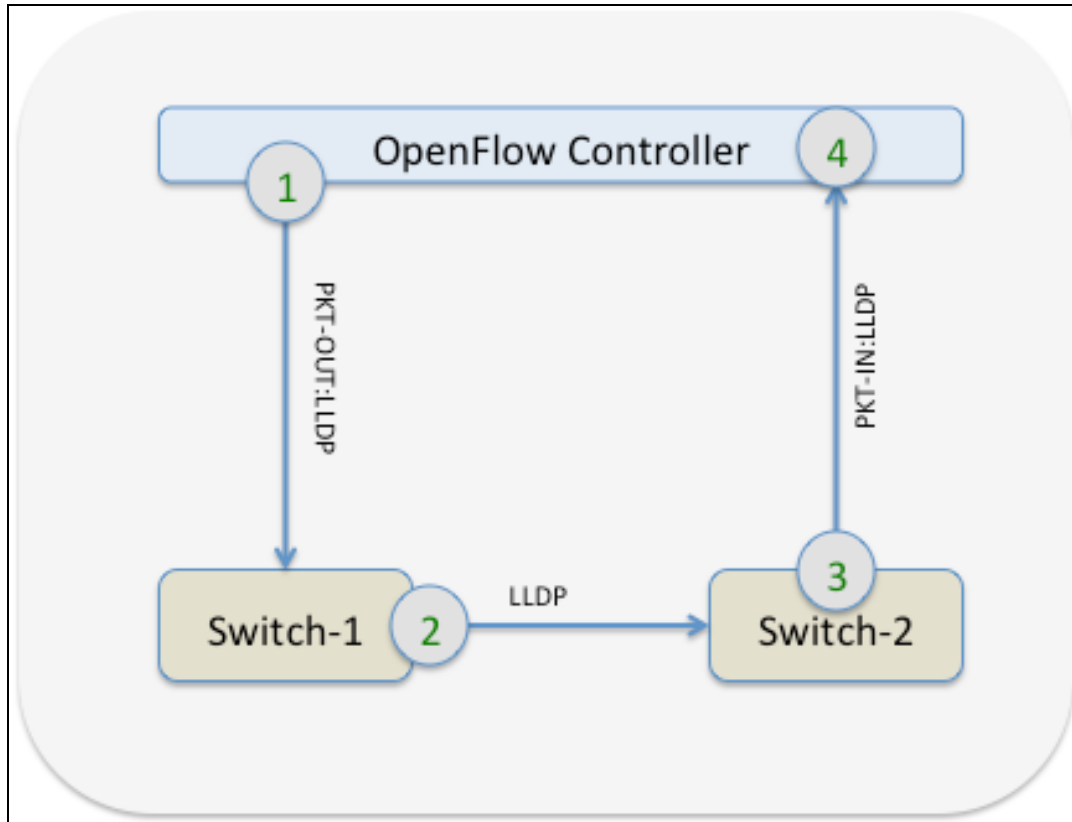 OpenFlow Controller
4
1
PKT-OUT:LLDP
PKT-IN:LLDP
LLDP
3
Switch-1
2
Switch-2